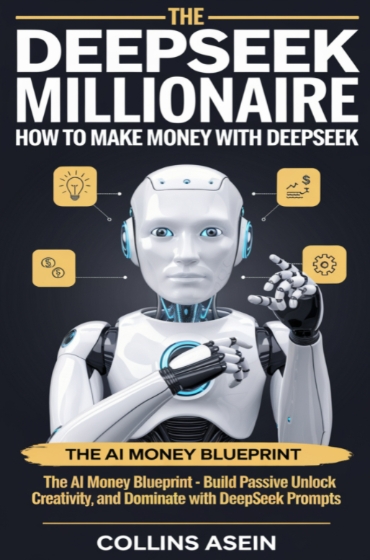 THE
DEEPSEEK
MILLIONAIRE
HOW TO MAKE MONEY WITH DEEPSEEK
THE AI MONEY BLUEPRINT
The AI Money Blueprint - Build Passive Unlock
Creativity, and Dominate with DeepSeek Prompts
COLLINS ASEIN